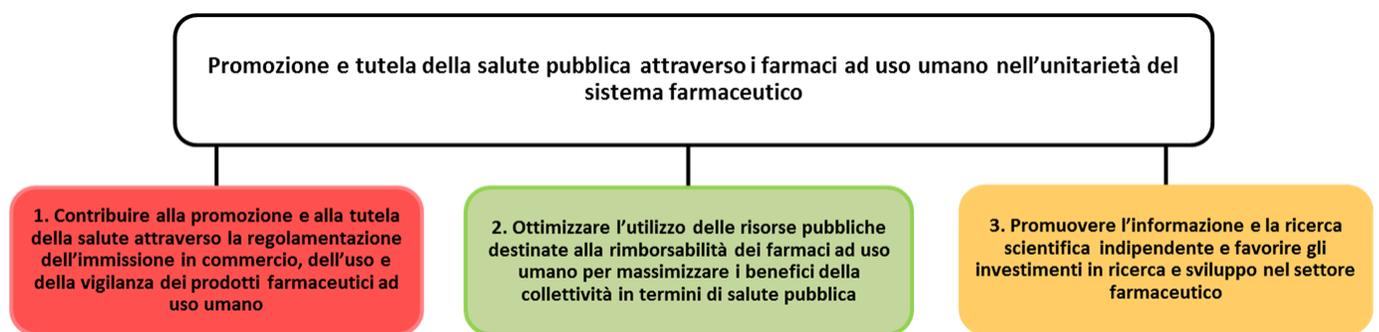 Promozione e tutela della salute pubblica attraverso i farmaci ad uso umano nell’unitarietà del
sistema farmaceutico
1. Contribuire alla promozione e alla tutela
della salute attraverso la regolamentazione
dell’immissione in commercio, dell’uso e
della vigilanza dei prodotti farmaceutici ad
uso umano
2. Ottimizzare l’utilizzo delle risorse pubbliche
destinate alla rimborsabilità dei farmaci ad uso
umano per massimizzare i benefici della
collettività in termini di salute pubblica
3. Promuovere l’informazione e la ricerca
scientifica indipendente e favorire gli
investimenti in ricerca e sviluppo nel settore
farmaceutico